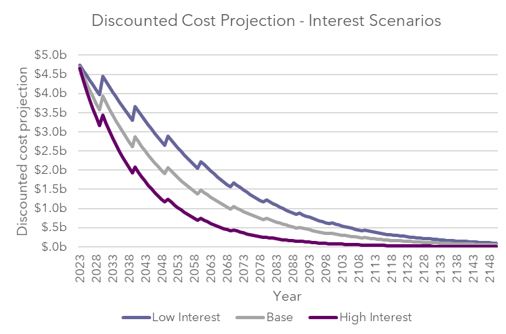 Discounted Cost Projection - Interest Scenarios
Discounted cost projection
$5.0b
$4.5b
$4.0b
$3.5b
$3.0b
$2.5b
$2.0b
$1.5b
$1.0b
$.5b
$.0b
2023
2028
2033
2038
2043
2048
2053
2058
2063
2068
2073
2078
2083
2088
2093
2098
2103
2108
2113
2118
2123
2128
2133
2138
2143
2148
Year
Low Interest Base High Interest